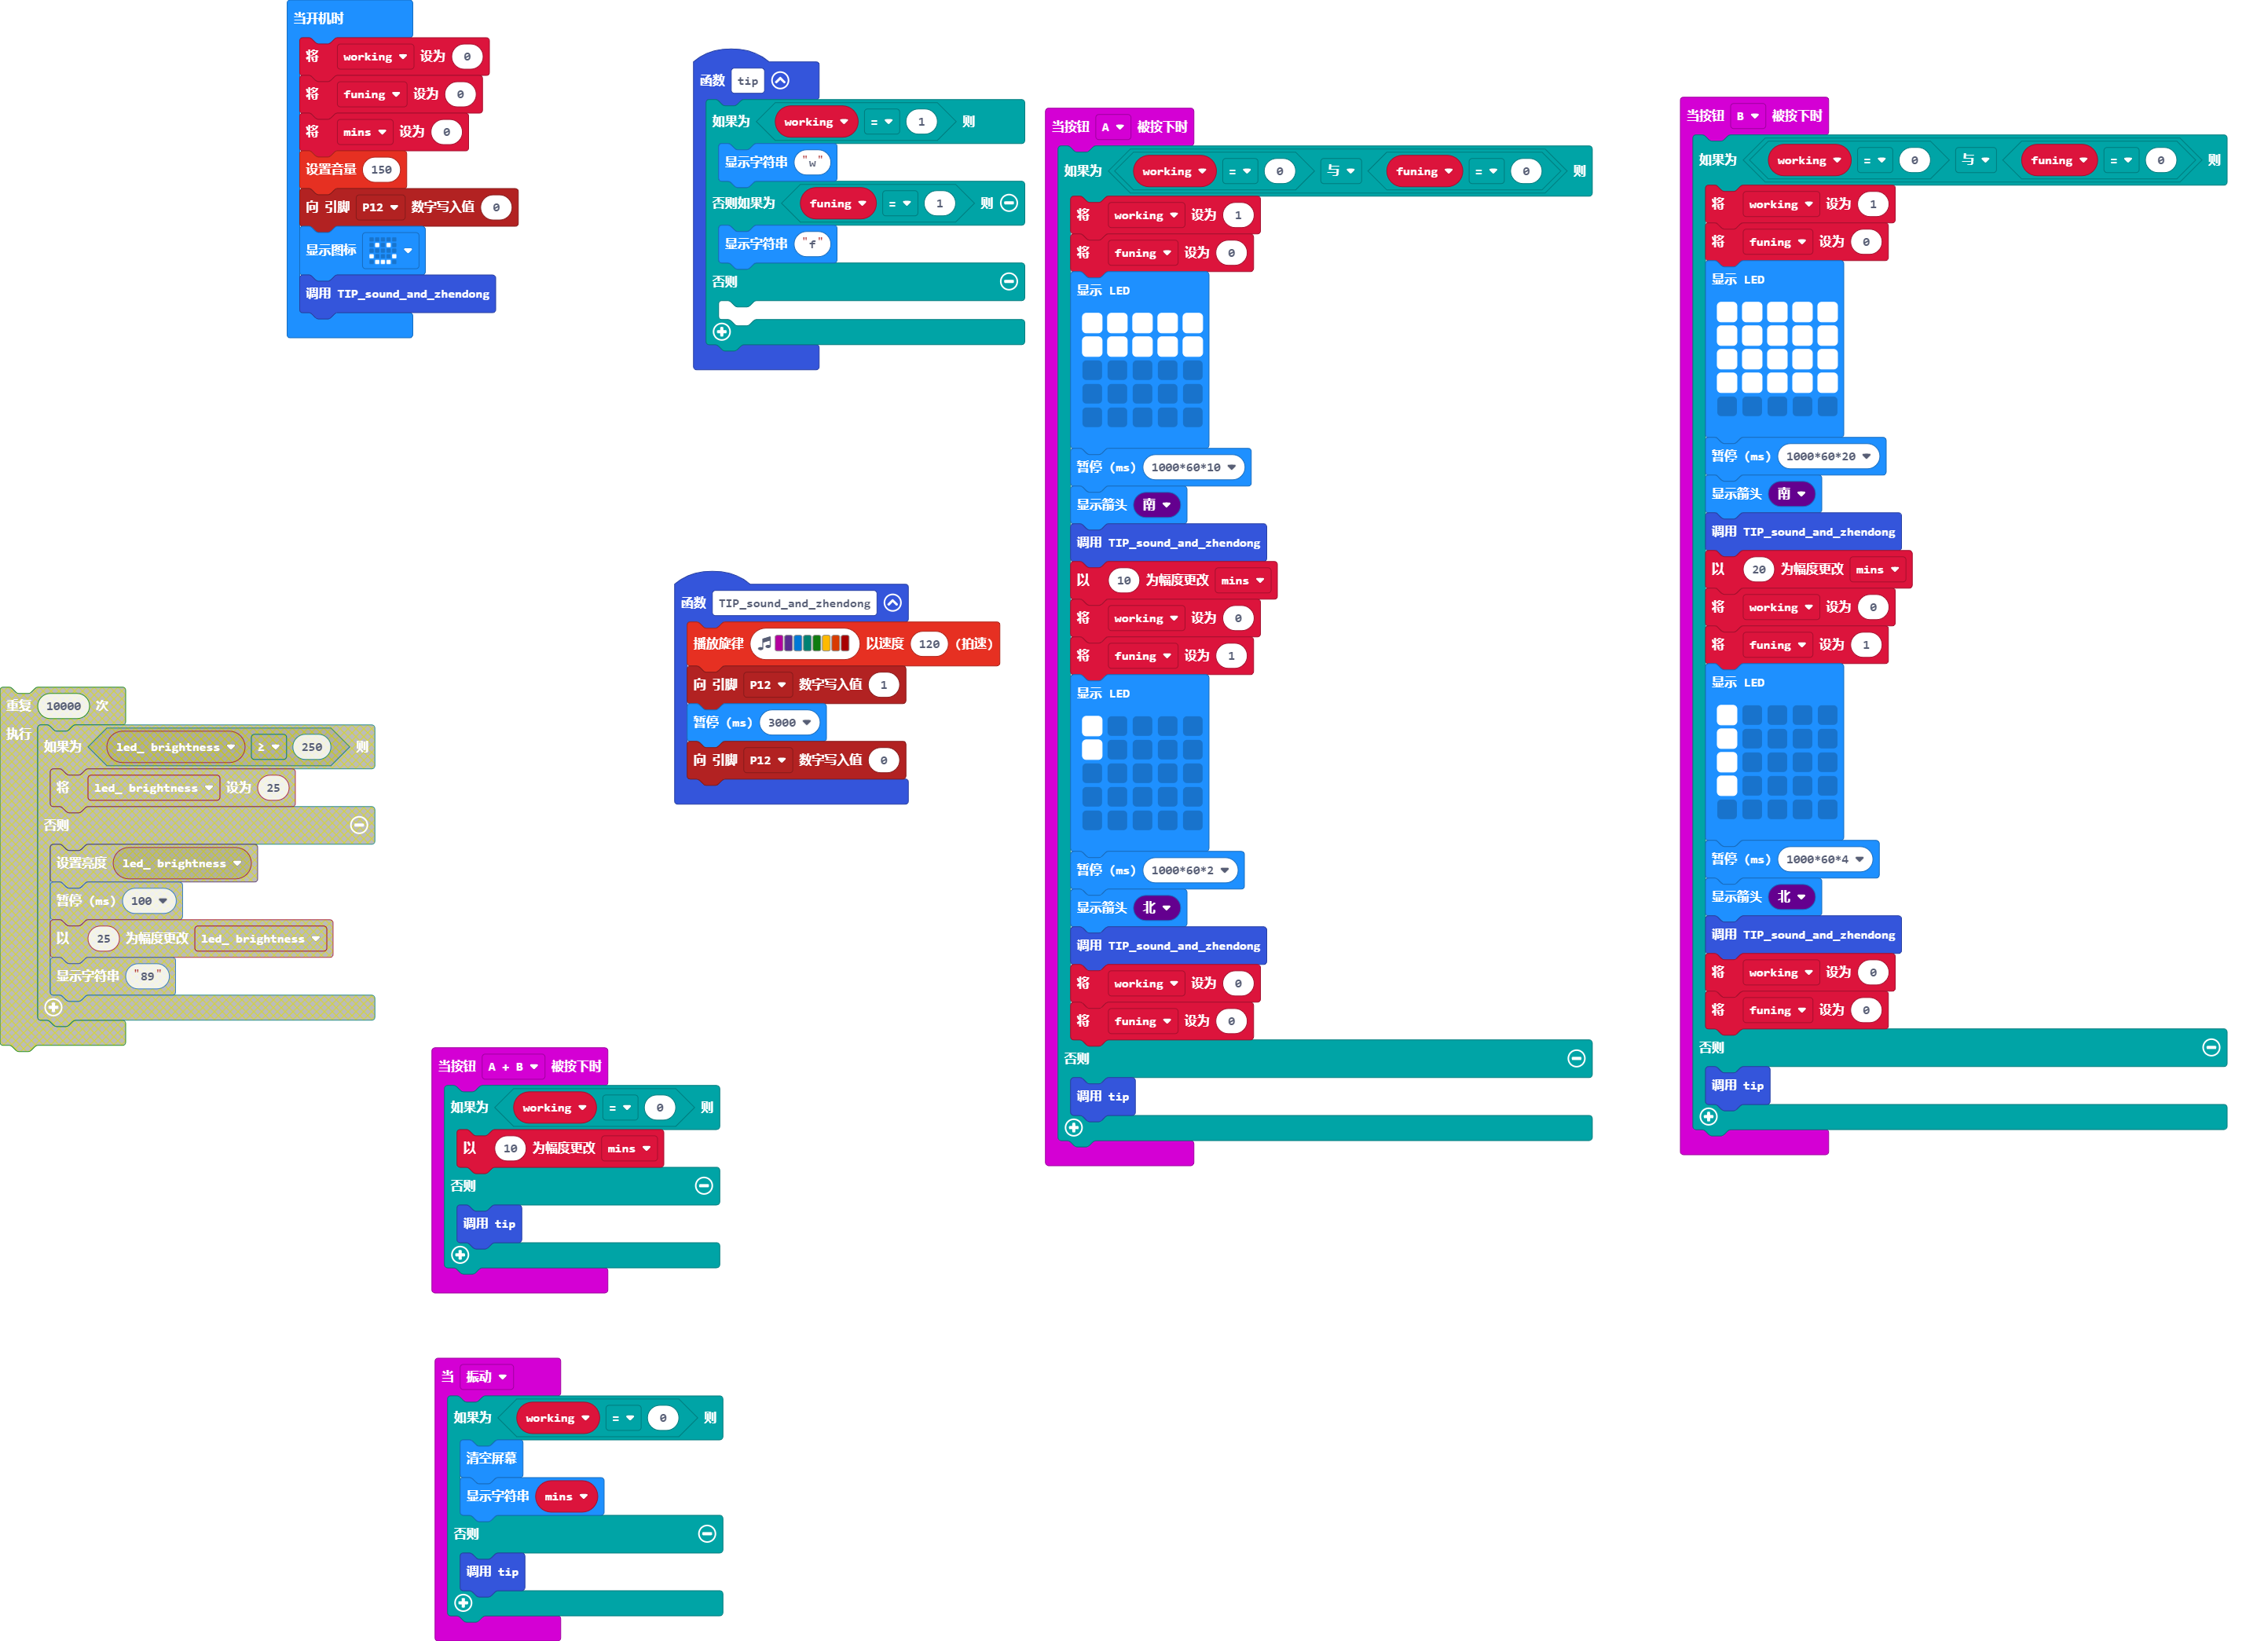 当开机时
将 working 设为 0
将 funing 设为 0
将 mins 设为 0
设置音量 150
向 引脚 P12 数字写入值 0
显示图标
调用 TIP_sound_and_zhendong
函数 tip
如果为 working = 1 则
显示字符串 "w"
否则如果为 funing = 1 则
显示字符串 "f"
否则
函数 TIP_sound_and_zhendong
播放旋律 以速度 120 (拍速)
向 引脚 P12 数字写入值 1
暂停 (ms) 3000
向 引脚 P12 数字写入值 0
重复 10000 次
执行
如果为 led_ brightness ≥ 250 则
将 led_ brightness 设为 25
否则
设置亮度 led_ brightness
暂停 (ms) 100
以 25 为幅度更改 led_ brightness
显示字符串 "89"
当按钮 A + B 被按下时
如果为 working = 0 则
以 10 为幅度更改 mins
否则
调用 tip
当 振动
如果为 working = 0 则
清空屏幕
显示字符串 mins
否则
调用 tip
当按钮 A 被按下时
如果为 working = 0 与 funing = 0 则
将 working 设为 1
将 funing 设为 0
显示 LED
暂停 (ms) 1000*60*10
显示箭头 南
调用 TIP_sound_and_zhendong
以 10 为幅度更改 mins
将 working 设为 0
将 funing 设为 1
显示 LED
暂停 (ms) 1000*60*2
显示箭头 北
调用 TIP_sound_and_zhendong
将 working 设为 0
将 funing 设为 0
否则
调用 tip
当按钮 B 被按下时
如果为 working = 0 与 funing = 0 则
将 working 设为 1
将 funing 设为 0
显示 LED
暂停 (ms) 1000*60*20
显示箭头 南
调用 TIP_sound_and_zhendong
以 20 为幅度更改 mins
将 working 设为 0
将 funing 设为 1
显示 LED
暂停 (ms) 1000*60*4
显示箭头 北
调用 TIP_sound_and_zhendong
将 working 设为 0
将 funing 设为 0
否则
调用 tip